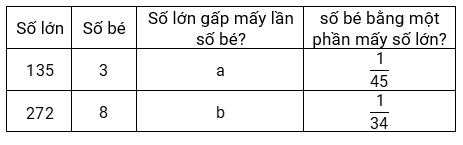 Số lớn Số bé Số lớn gấp mấy lần số bé? số bé bằng một phần mấy số lớn?
135 3 a 1/45
272 8 b 1/34